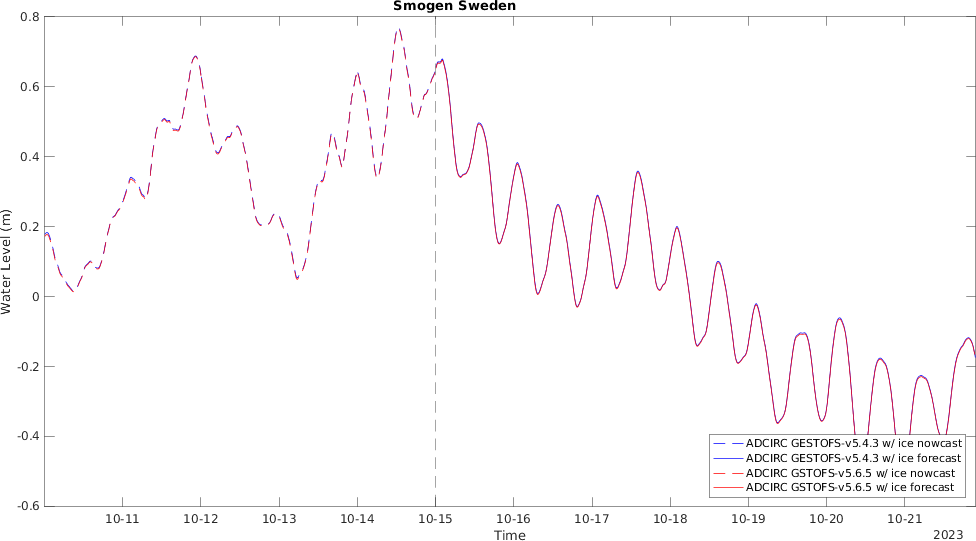 Smogen Sweden
Water Level (m)
0.8
0.6
0.4
0.2
0
-0.2
-0.4
-0.6
ADCIRC GESTOFS-v5.4.3 w/ ice nowcast
ADCIRC GESTOFS-v5.4.3 w/ ice forecast
ADCIRC GSTOFS-v5.6.5 w/ ice nowcast
ADCIRC GSTOFS-v5.6.5 w/ ice forecast
10-11 10-12 10-13 10-14 10-15 10-16 10-17 10-18 10-19 10-20 10-21
Time
2023